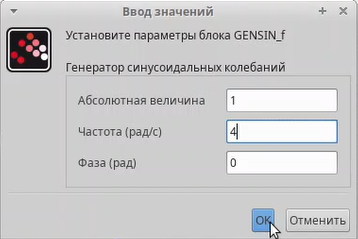 Ввод значений
Установите параметры блока GENSIN_f
Генератор синусоидальных колебаний
Абсолютная величина 1
Частота (рад/с) 4
Фаза (рад) 0
ОК Отменить